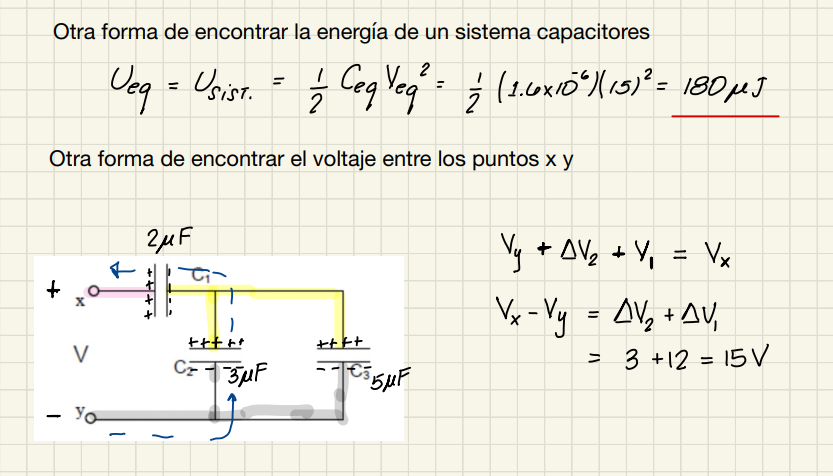 Otra forma de encontrar la energía de un sistema capacitores
Ueq = Usist. = 1/2 Ceq Veq² = 1/2 (1.6x10⁻⁶)(15)² = 180 μJ
Otra forma de encontrar el voltaje entre los puntos x y
2μF
C₁
+ x
V
C₂ 3μF
C₃ 5μF
- y
Vy + ΔV₂ + V₁ = Vx
Vx - Vy = ΔV₂ + ΔV₁
= 3 + 12 = 15V